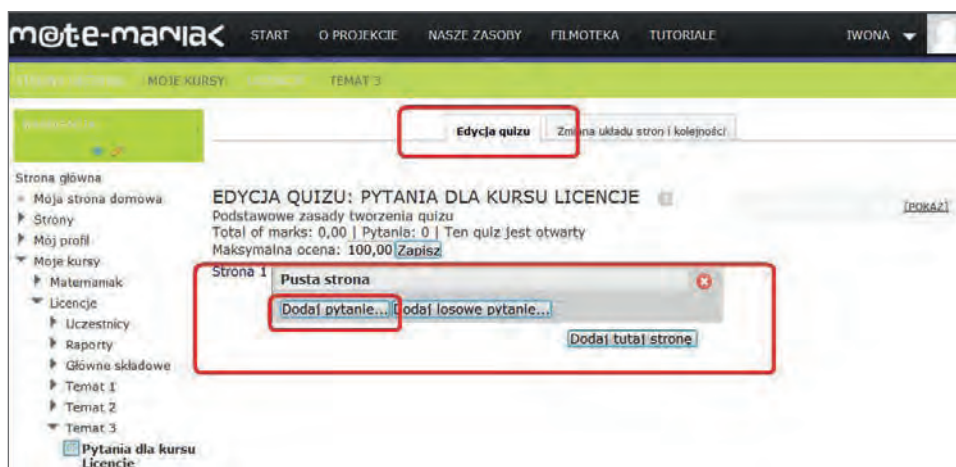 m@te-maniak START O PROJEKCIE NASZE ZASOBY FILMOTEKA TUTORIALE IWONA
MOJE KURSY TEMAT 3
Edycja quizu Zmiana układu stron i kolejności
Strona główna
Moja strona domowa
Strony
Mój profil
Moje kursy
Matemaniak
Licencje
Uczestnicy
Raporty
Główne składowe
Temat 1
Temat 2
Temat 3
Pytania dla kursu
Licencje
EDYCJA QUIZU: PYTANIA DLA KURSU LICENCJE
[POKAŻ]
Podstawowe zasady tworzenia quizu
Total of marks: 0,00 | Pytania: 0 | Ten quiz jest otwarty
Maksymalna ocena: 100,00 Zapisz
Strona 1 Pusta strona
Dodaj pytanie... Dodaj losowe pytanie...
Dodaj tutaj stronę